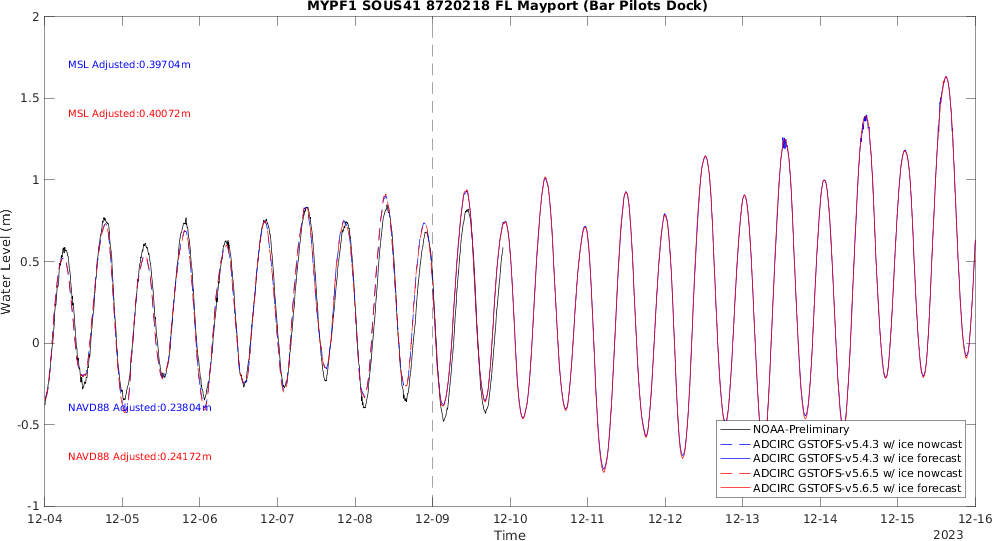 MYPF1 SOUS41 8720218 FL Mayport (Bar Pilots Dock)
2
1.5
1
0.5
0
-0.5
-1
Water Level (m)
MSL Adjusted:0.39704m
MSL Adjusted:0.40072m
NAVD88 Adjusted:0.23804m
NAVD88 Adjusted:0.24172m
NOAA-Preliminary
ADCIRC GSTOFS-v5.4.3 w/ ice nowcast
ADCIRC GSTOFS-v5.4.3 w/ ice forecast
ADCIRC GSTOFS-v5.6.5 w/ ice nowcast
ADCIRC GSTOFS-v5.6.5 w/ ice forecast
12-04 12-05 12-06 12-07 12-08 12-09 12-10 12-11 12-12 12-13 12-14 12-15 12-16
Time
2023